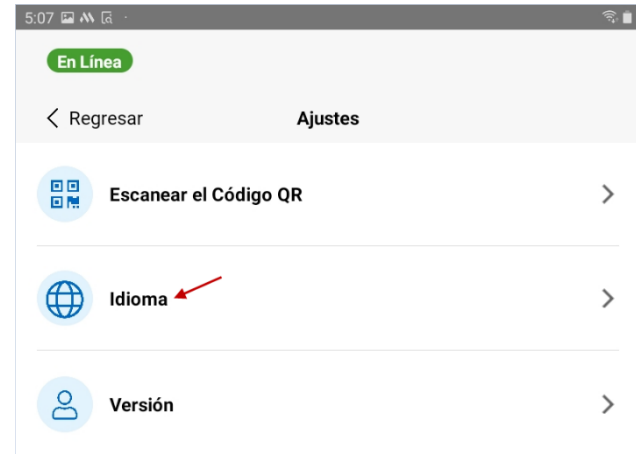 5:07
En Línea
Regresar
Ajustes
Escanear el Código QR
Idioma
Versión